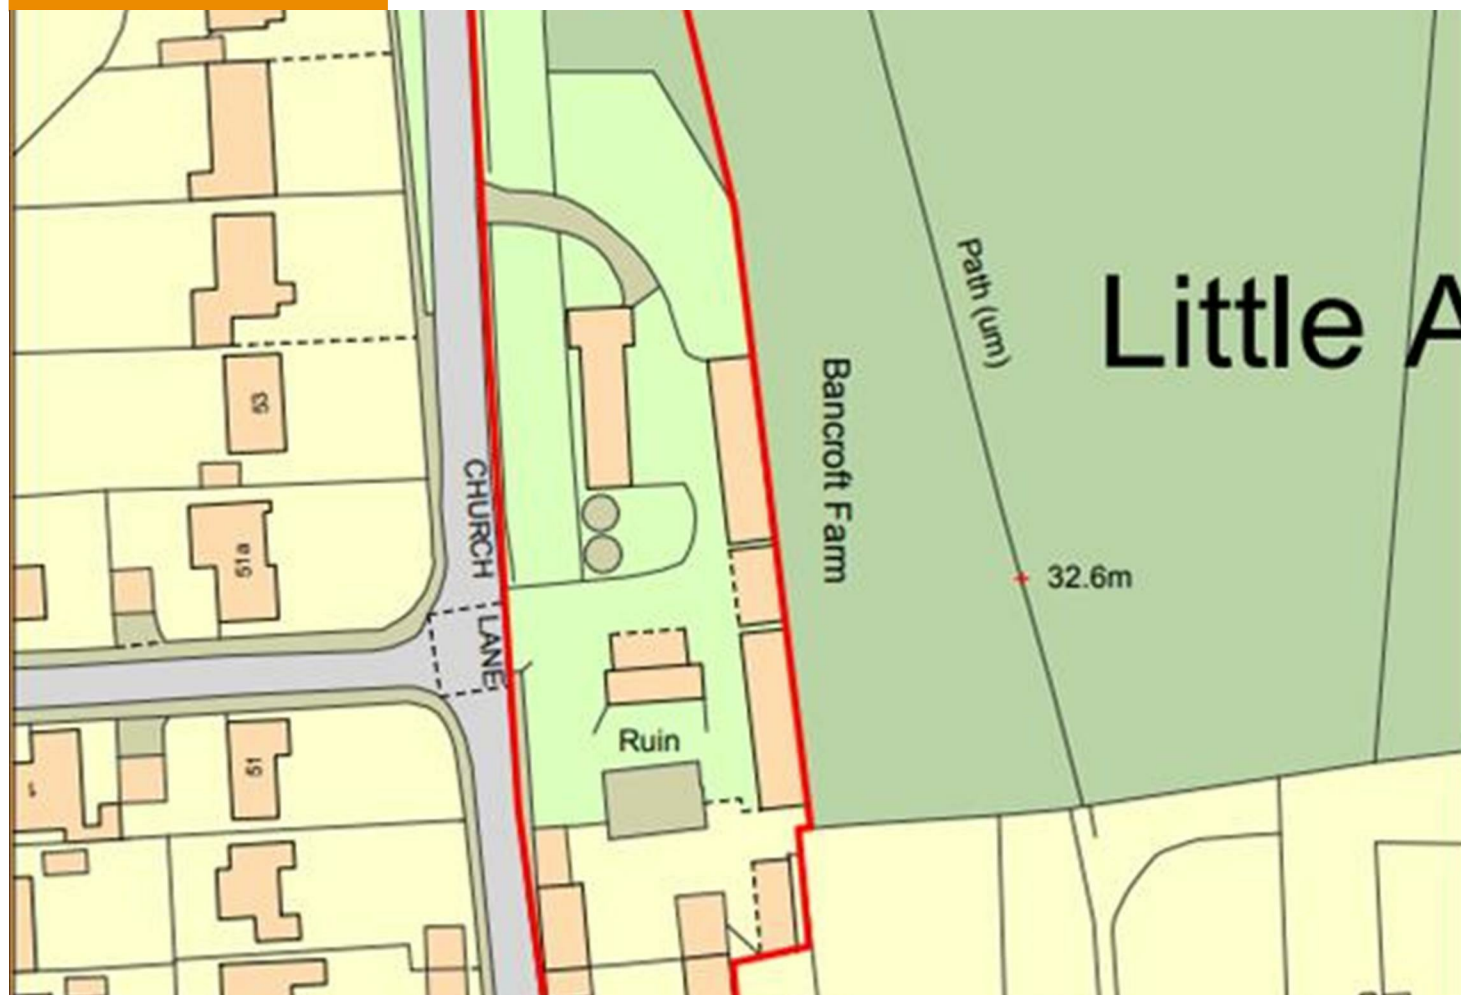 Path (um)
Little A
Bancroft Farm
53
CHURCH
LANE
51a
32.6m
Ruin
51